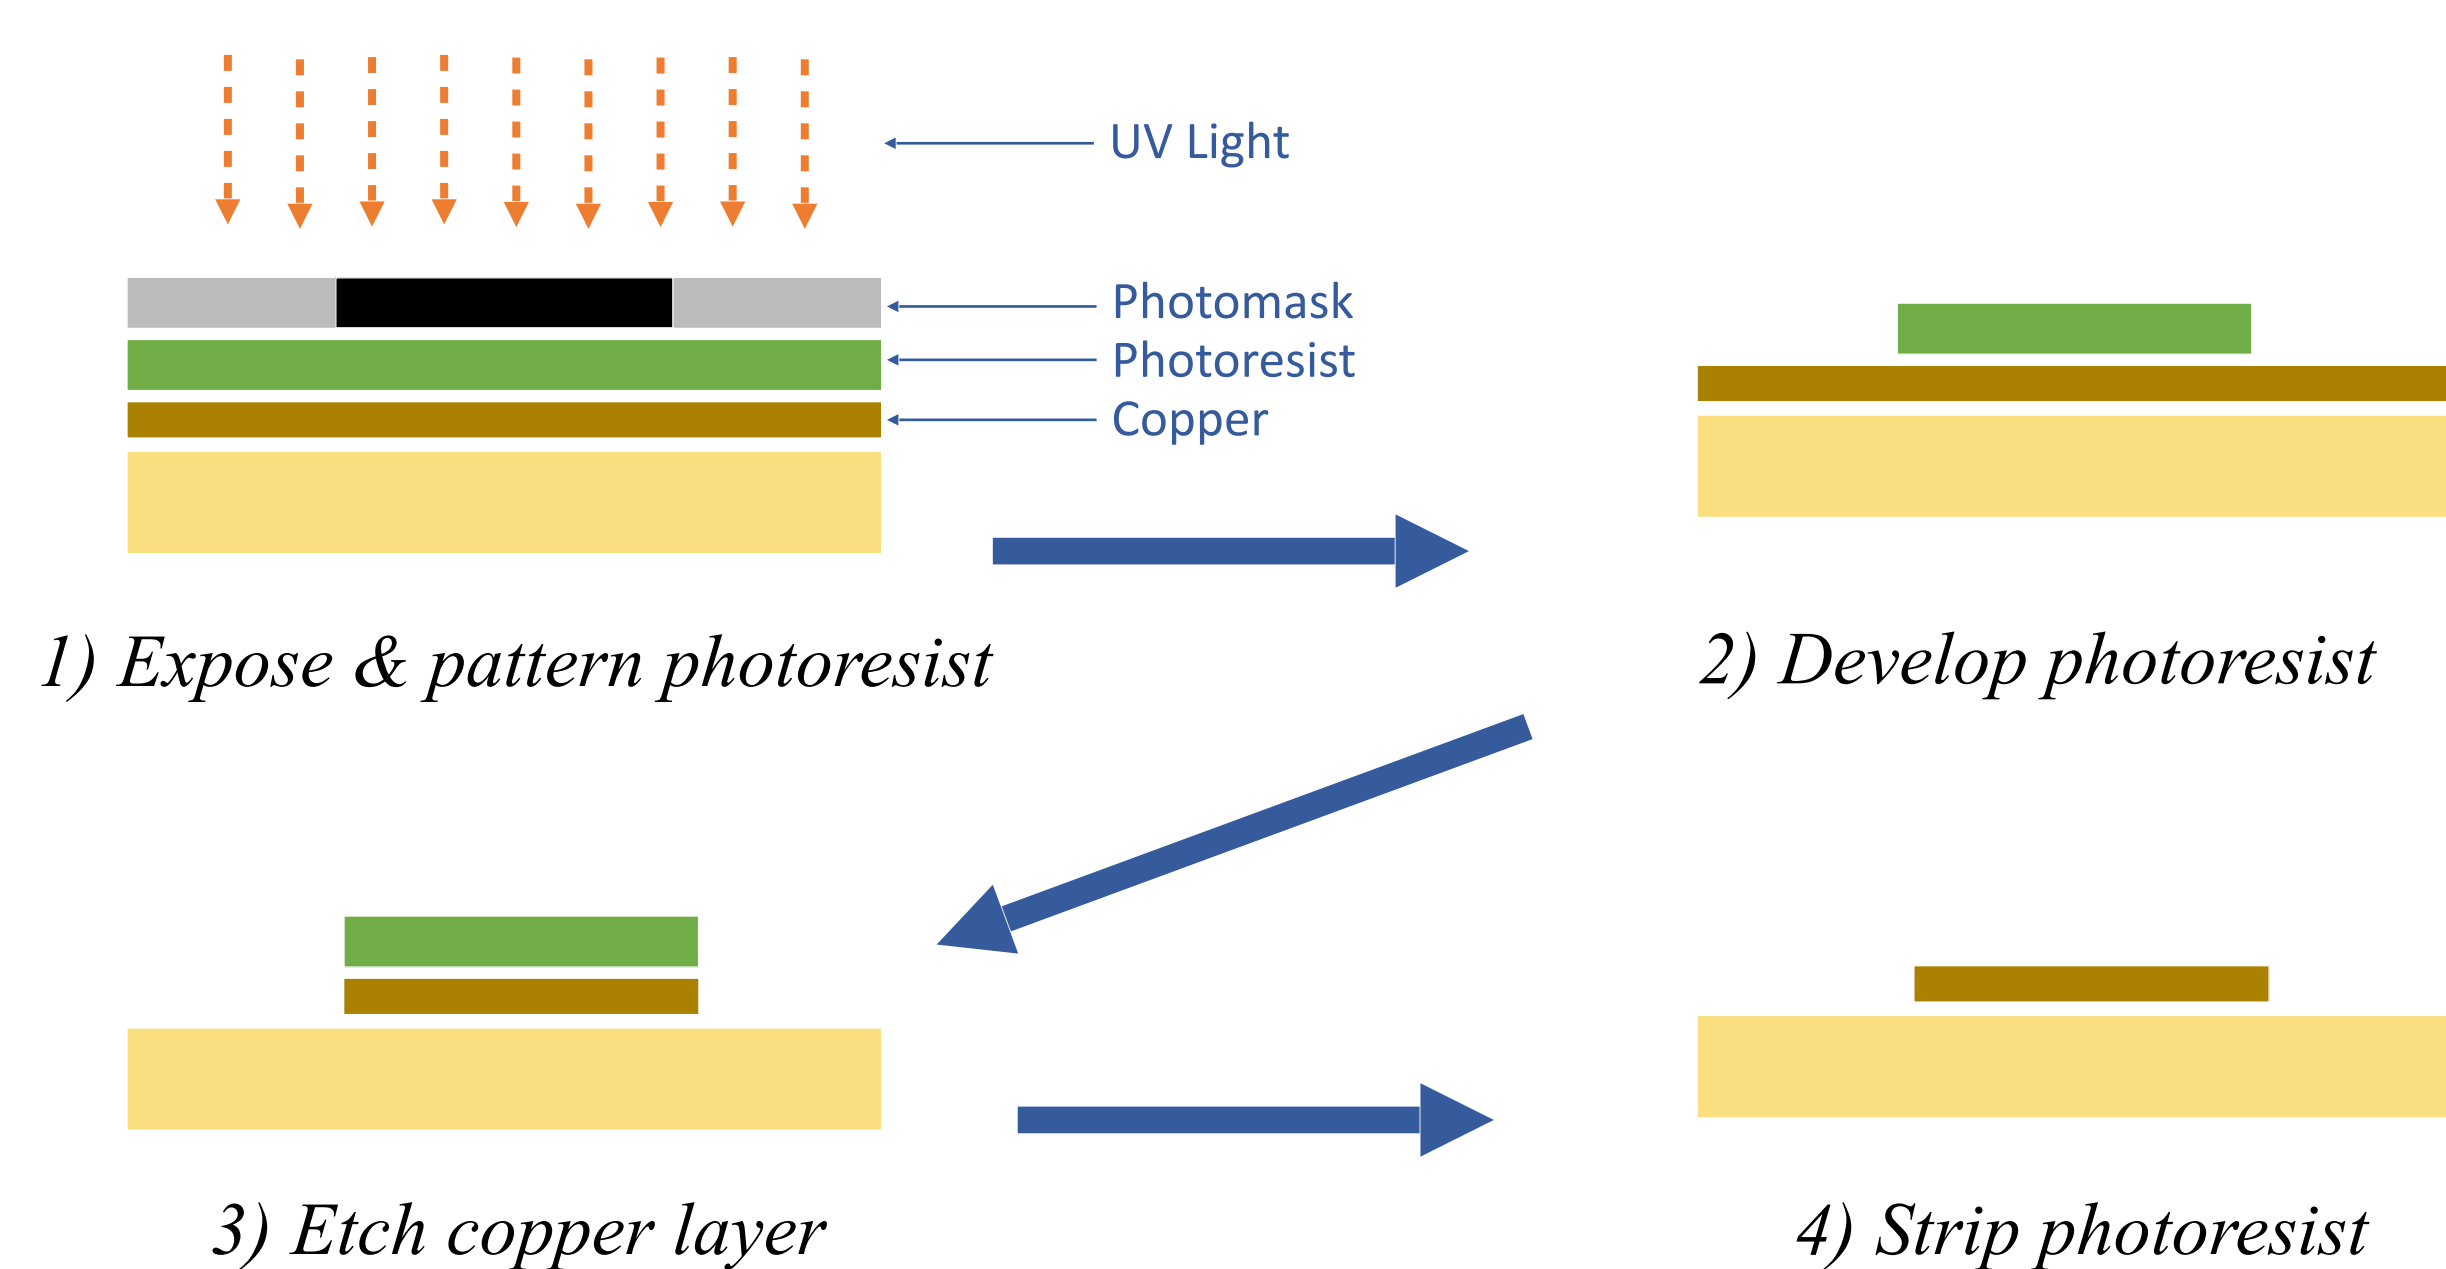 UV Light
Photomask
Photoresist
Copper
1) Expose & pattern photoresist
2) Develop photoresist
3) Etch copper layer
4) Strip photoresist